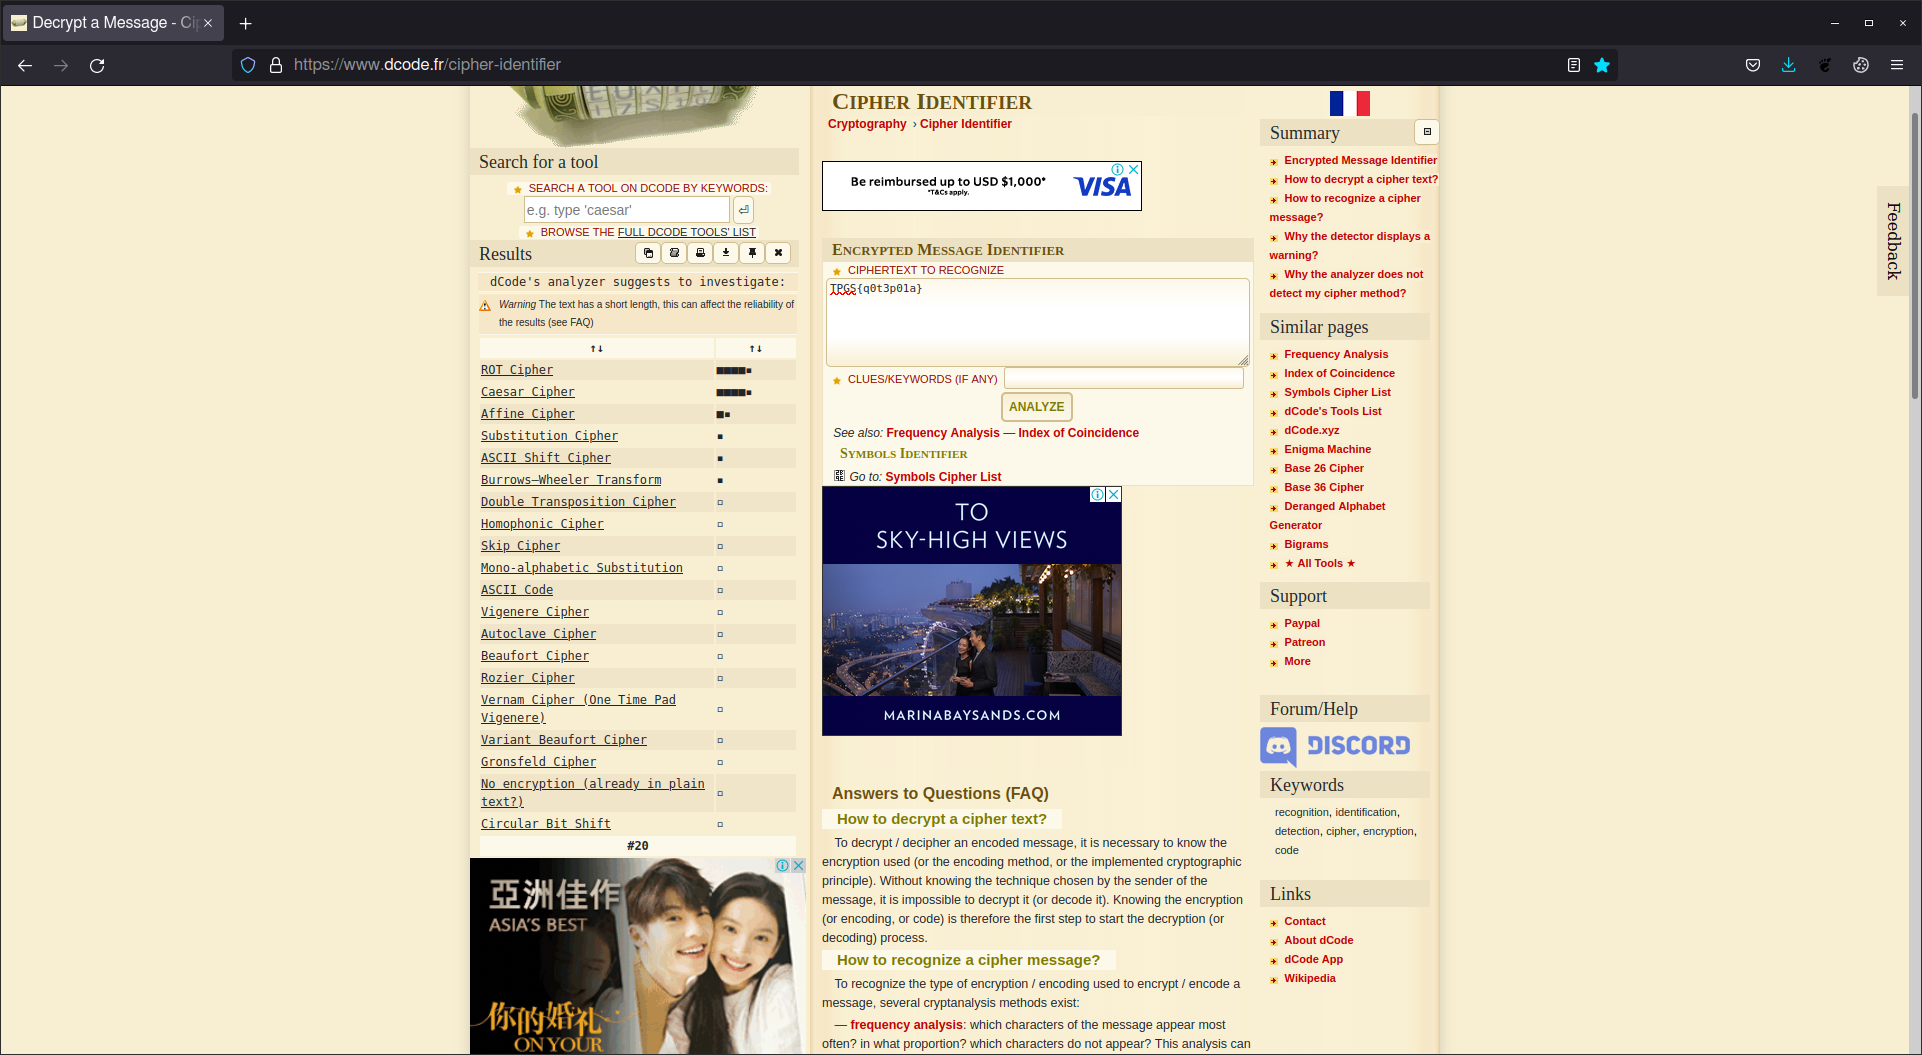 Decrypt a Message - Cip
https://www.dcode.fr/cipher-identifier
Search for a tool
SEARCH A TOOL ON DCODE BY KEYWORDS:
e.g. type 'caesar'
BROWSE THE FULL DCODE TOOLS' LIST
Results
dCode's analyzer suggests to investigate:
Warning The text has a short length, this can affect the reliability of
the results (see FAQ)
↑↓ ↑↓
ROT Cipher
Caesar Cipher
Affine Cipher
Substitution Cipher
ASCII Shift Cipher
Burrows–Wheeler Transform
Double Transposition Cipher
Homophonic Cipher
Skip Cipher
Mono-alphabetic Substitution
ASCII Code
Vigenere Cipher
Autoclave Cipher
Beaufort Cipher
Rozier Cipher
Vernam Cipher (One Time Pad
Vigenere)
Variant Beaufort Cipher
Gronsfeld Cipher
No encryption (already in plain
text?)
Circular Bit Shift
#20
亞洲佳作
ASIA'S BEST
你的婚礼
ON YOUR
CIPHER IDENTIFIER
Cryptography › Cipher Identifier
Be reimbursed up to USD $1,000*
*T&Cs apply.
VISA
ENCRYPTED MESSAGE IDENTIFIER
CIPHERTEXT TO RECOGNIZE
TPGS{q0t3p01a}
CLUES/KEYWORDS (IF ANY)
ANALYZE
See also: Frequency Analysis — Index of Coincidence
SYMBOLS IDENTIFIER
Go to: Symbols Cipher List
TO
SKY-HIGH VIEWS
MARINABAYSANDS.COM
Answers to Questions (FAQ)
How to decrypt a cipher text?
To decrypt / decipher an encoded message, it is necessary to know the
encryption used (or the encoding method, or the implemented cryptographic
principle). Without knowing the technique chosen by the sender of the
message, it is impossible to decrypt it (or decode it). Knowing the encryption
(or encoding, or code) is therefore the first step to start the decryption (or
decoding) process.
How to recognize a cipher message?
To recognize the type of encryption / encoding used to encrypt / encode a
message, several cryptanalysis methods exist:
— frequency analysis: which characters of the message appear most
often? in what proportion? which characters do not appear? This analysis can
Summary
Encrypted Message Identifier
How to decrypt a cipher text?
How to recognize a cipher
message?
Why the detector displays a
warning?
Why the analyzer does not
detect my cipher method?
Similar pages
Frequency Analysis
Index of Coincidence
Symbols Cipher List
dCode's Tools List
dCode.xyz
Enigma Machine
Base 26 Cipher
Base 36 Cipher
Deranged Alphabet
Generator
Bigrams
★ All Tools ★
Support
Paypal
Patreon
More
Forum/Help
DISCORD
Keywords
recognition, identification,
detection, cipher, encryption,
code
Links
Contact
About dCode
dCode App
Wikipedia
Feedback